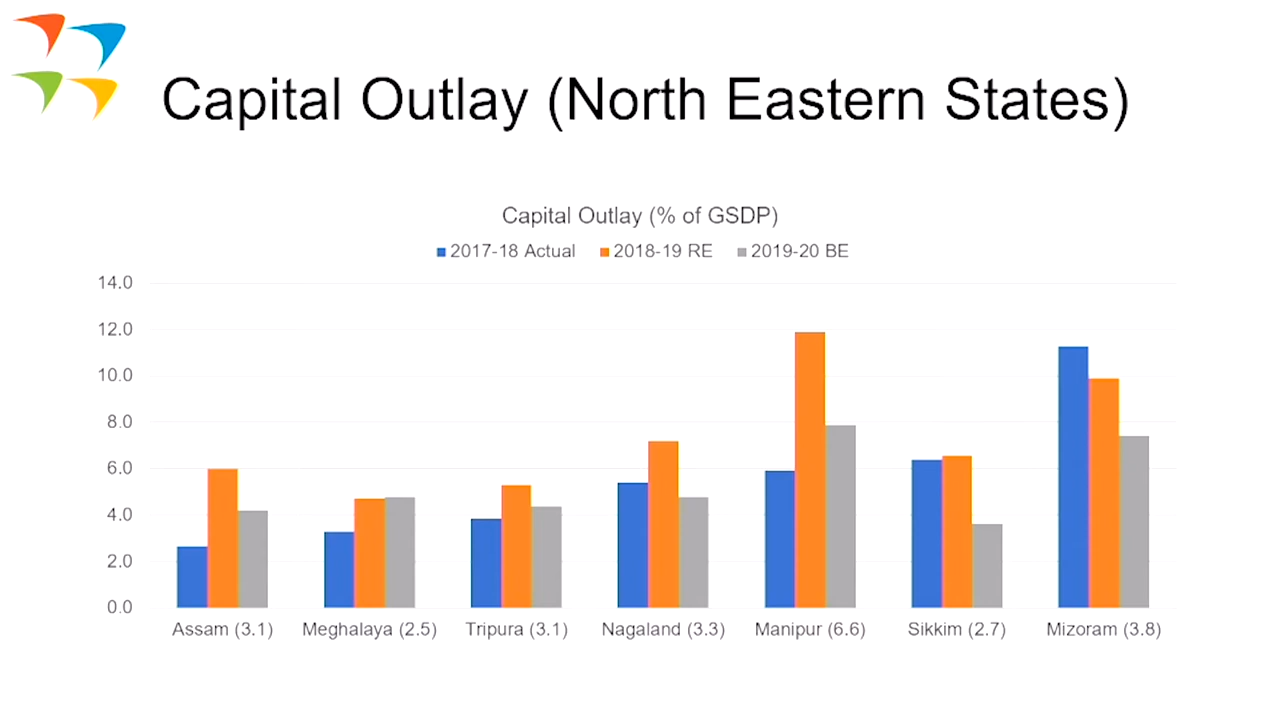 Capital Outlay (North Eastern States)
Capital Outlay (% of GSDP)
2017-18 Actual 2018-19 RE 2019-20 BE
14.0
12.0
10.0
8.0
6.0
4.0
2.0
0.0
Assam (3.1) Meghalaya (2.5) Tripura (3.1) Nagaland (3.3) Manipur (6.6) Sikkim (2.7) Mizoram (3.8)